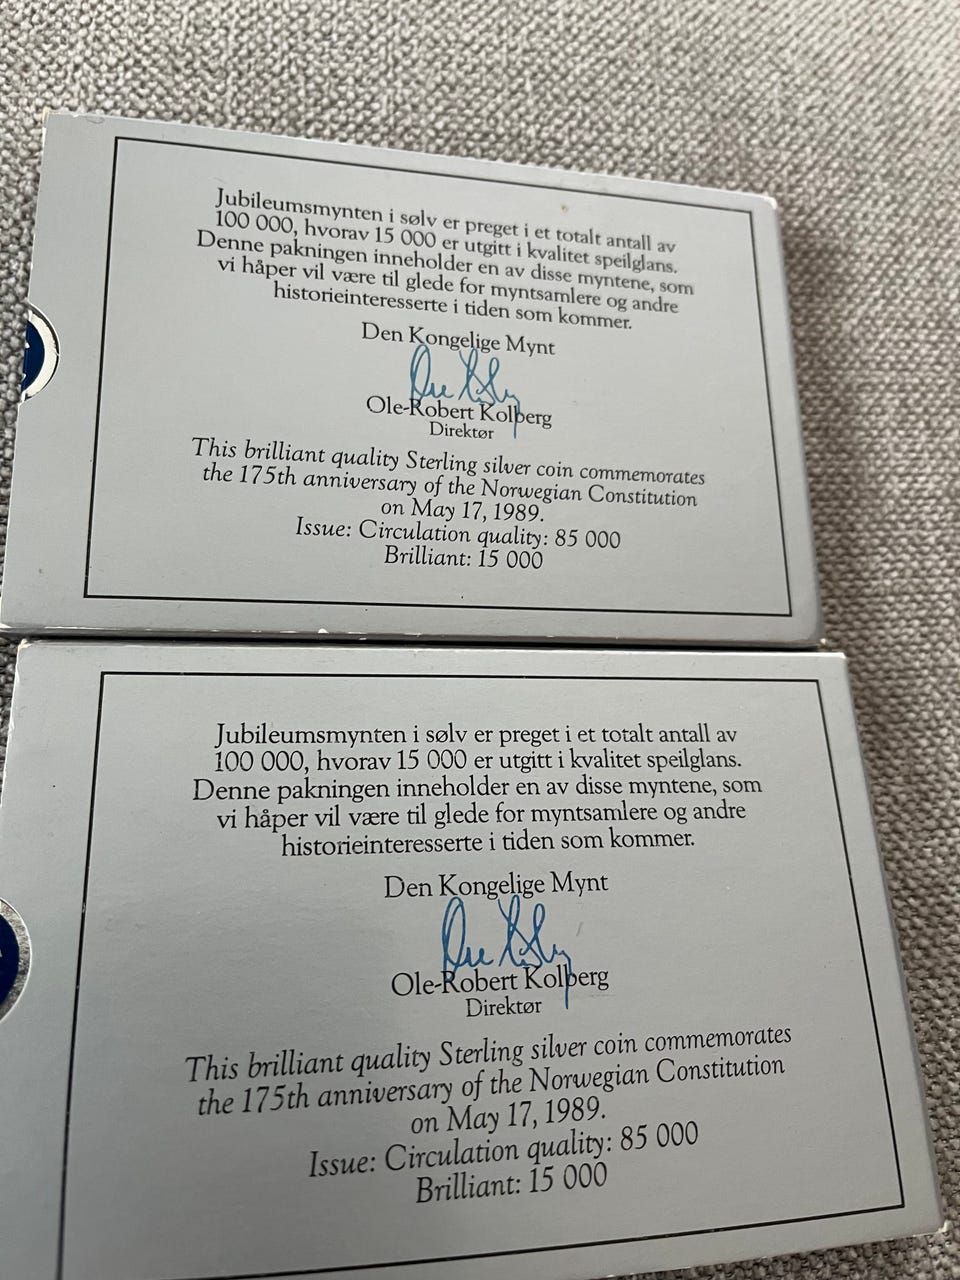 Jubileumsmynten i sølv er preget i et totalt antall av
100 000, hvorav 15 000 er utgitt i kvalitet speilglans.
Denne pakningen inneholder en av disse myntene, som
vi håper vil være til glede for myntsamlere og andre
historieinteresserte i tiden som kommer.
Den Kongelige Mynt
Ole-Robert Kolberg
Direktør
This brilliant quality Sterling silver coin commemorates
the 175th anniversary of the Norwegian Constitution
on May 17, 1989.
Issue: Circulation quality: 85 000
Brilliant: 15 000
Jubileumsmynten i sølv er preget i et totalt antall av
100 000, hvorav 15 000 er utgitt i kvalitet speilglans.
Denne pakningen inneholder en av disse myntene, som
vi håper vil være til glede for myntsamlere og andre
historieinteresserte i tiden som kommer.
Den Kongelige Mynt
Ole-Robert Kolberg
Direktør
This brilliant quality Sterling silver coin commemorates
the 175th anniversary of the Norwegian Constitution
on May 17, 1989.
Issue: Circulation quality: 85 000
Brilliant: 15 000